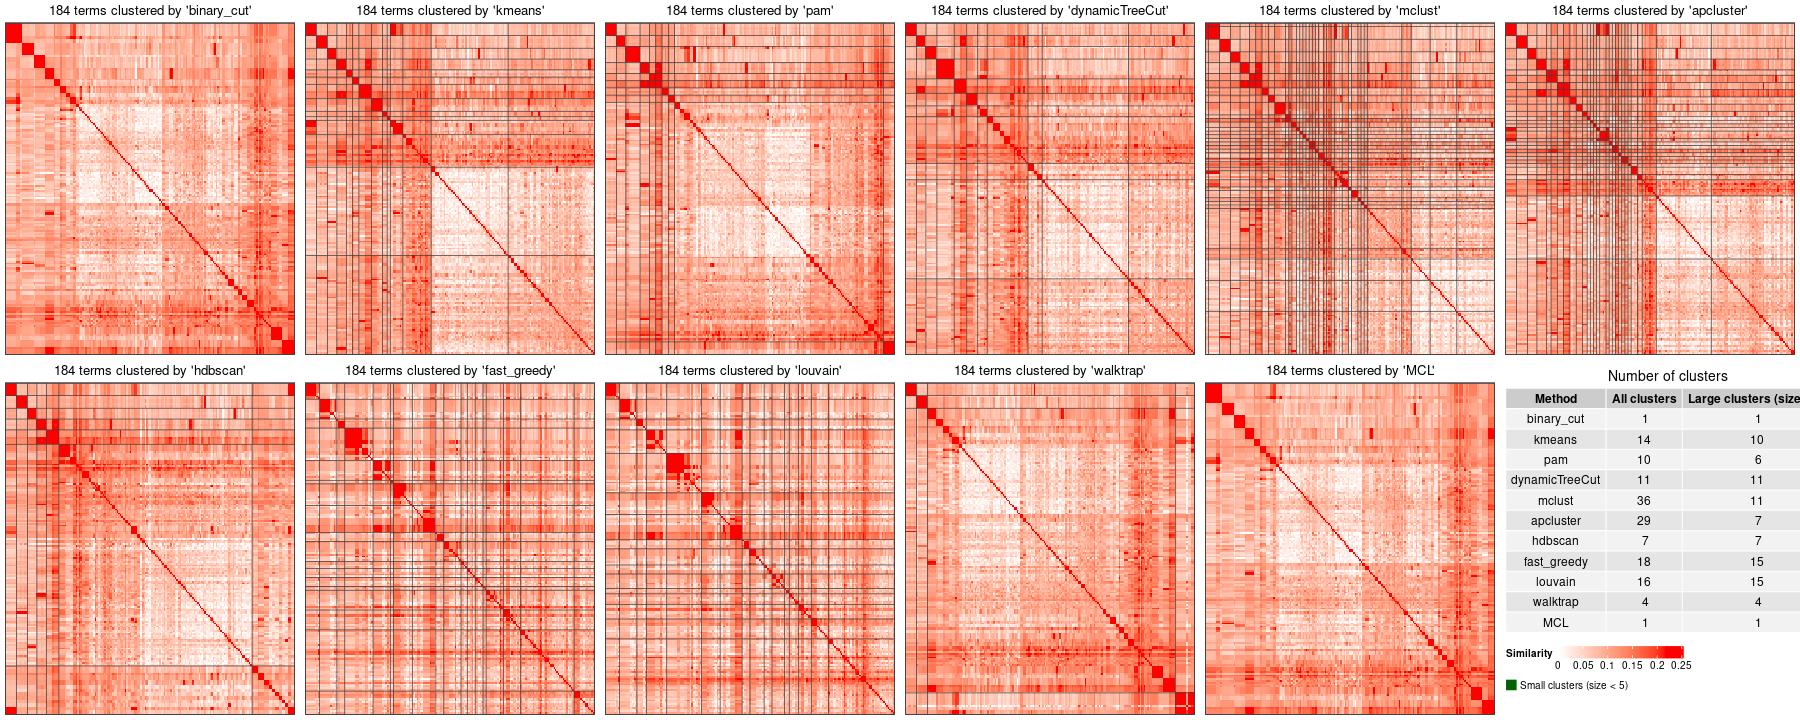 184 terms clustered by 'binary_cut'
184 terms clustered by 'kmeans'
184 terms clustered by 'pam'
184 terms clustered by 'dynamicTreeCut'
184 terms clustered by 'mclust'
184 terms clustered by 'apcluster'
184 terms clustered by 'hdbscan'
184 terms clustered by 'fast_greedy'
184 terms clustered by 'louvain'
184 terms clustered by 'walktrap'
184 terms clustered by 'MCL'
Number of clusters
Method All clusters Large clusters (size
binary_cut 1 1
kmeans 14 10
pam 10 6
dynamicTreeCut 11 11
mclust 36 11
apcluster 29 7
hdbscan 7 7
fast_greedy 18 15
louvain 16 15
walktrap 4 4
MCL 1 1
Similarity
0 0.05 0.1 0.15 0.2 0.25
Small clusters (size < 5)